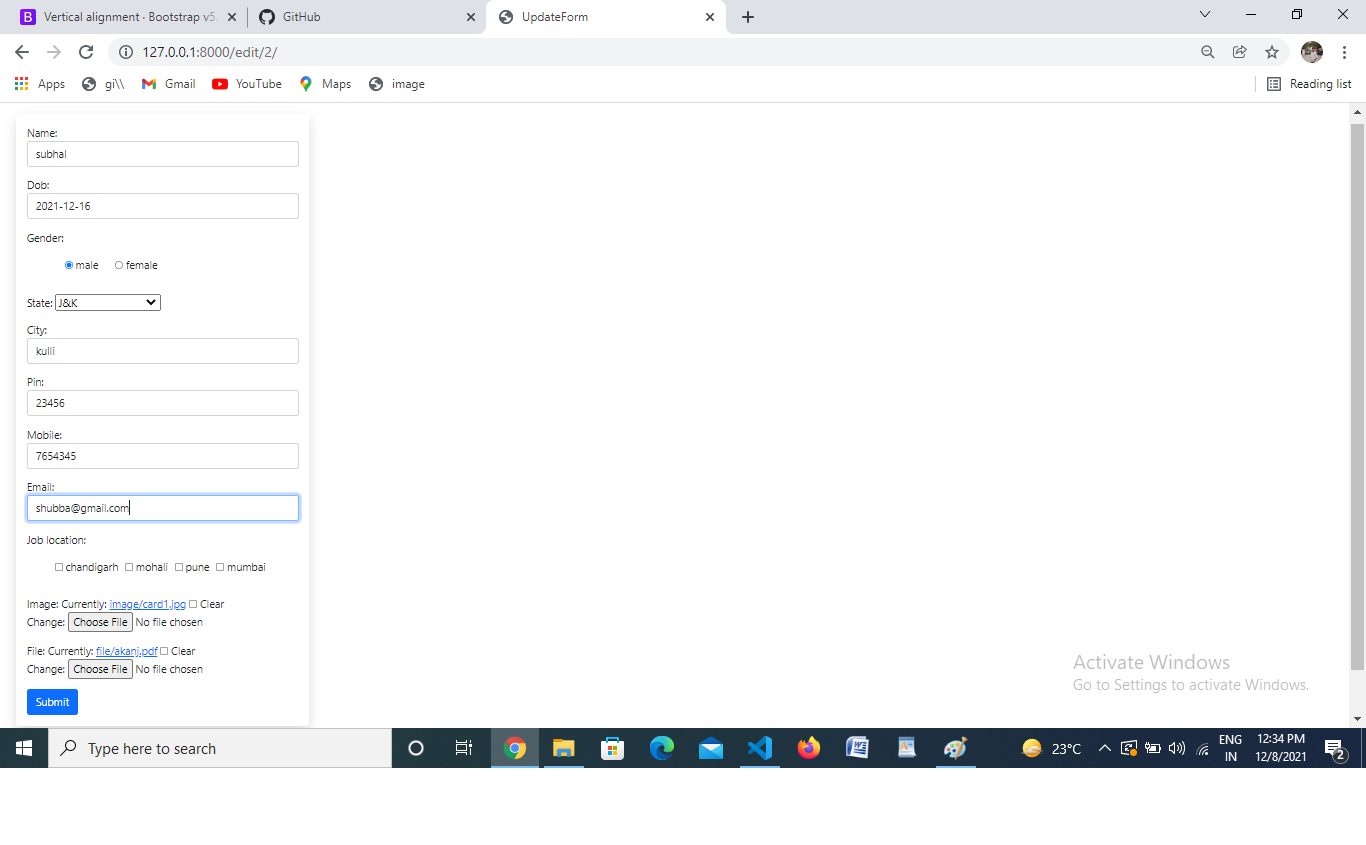 Vertical alignment · Bootstrap v5.
GitHub
UpdateForm
127.0.0.1:8000/edit/2/
Apps
gi\\
Gmail
YouTube
Maps
image
Reading list
Name:
subhal
Dob:
2021-12-16
Gender:
male female
State: J&K
City:
kulli
Pin:
23456
Mobile:
7654345
Email:
shubba@gmail.com
Job location:
chandigarh mohali pune mumbai
Image: Currently: image/card1.jpg Clear
Change: Choose File No file chosen
File: Currently: file/akanj.pdf Clear
Change: Choose File No file chosen
Submit
Activate Windows
Go to Settings to activate Windows.
Type here to search
23°C
ENG
IN
12:34 PM
12/8/2021
2